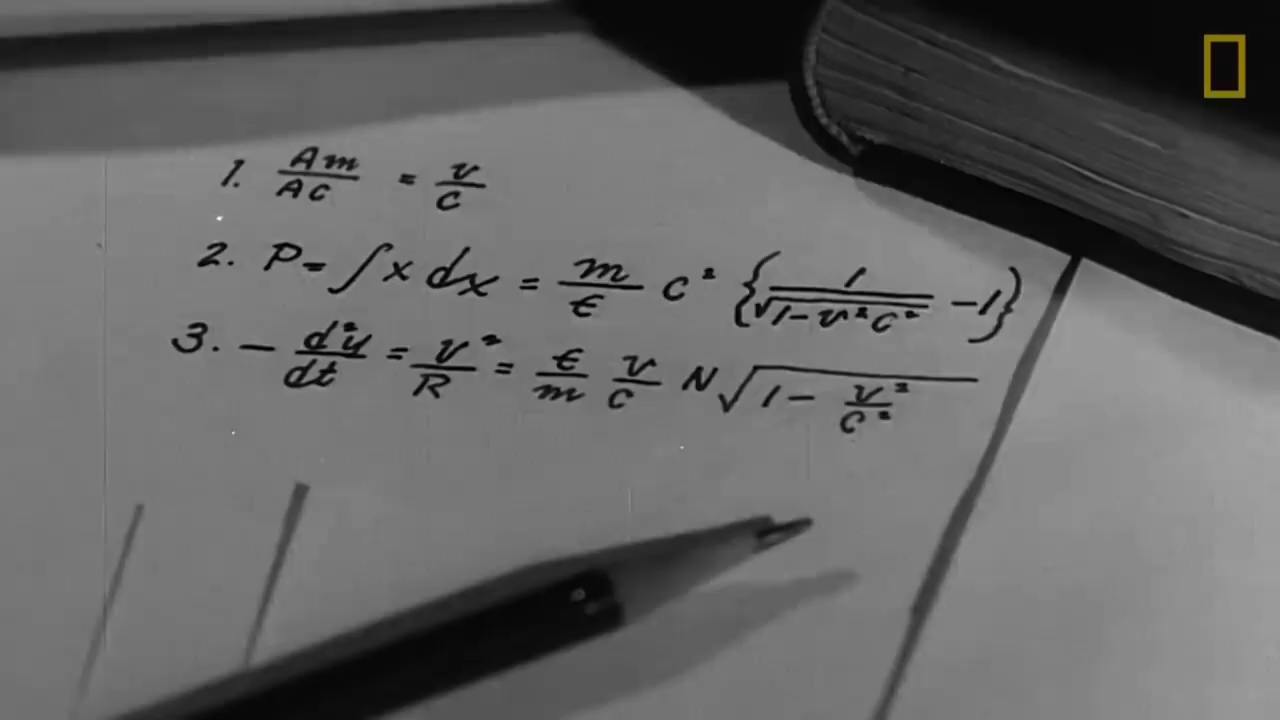 1. Am/Ac = v/c
2. P = ∫x dx = m/ε c² {1/√1-v²c² -1}
3. - d²y/dt = v²/R = ε/m v/c N√1 - v²/c²